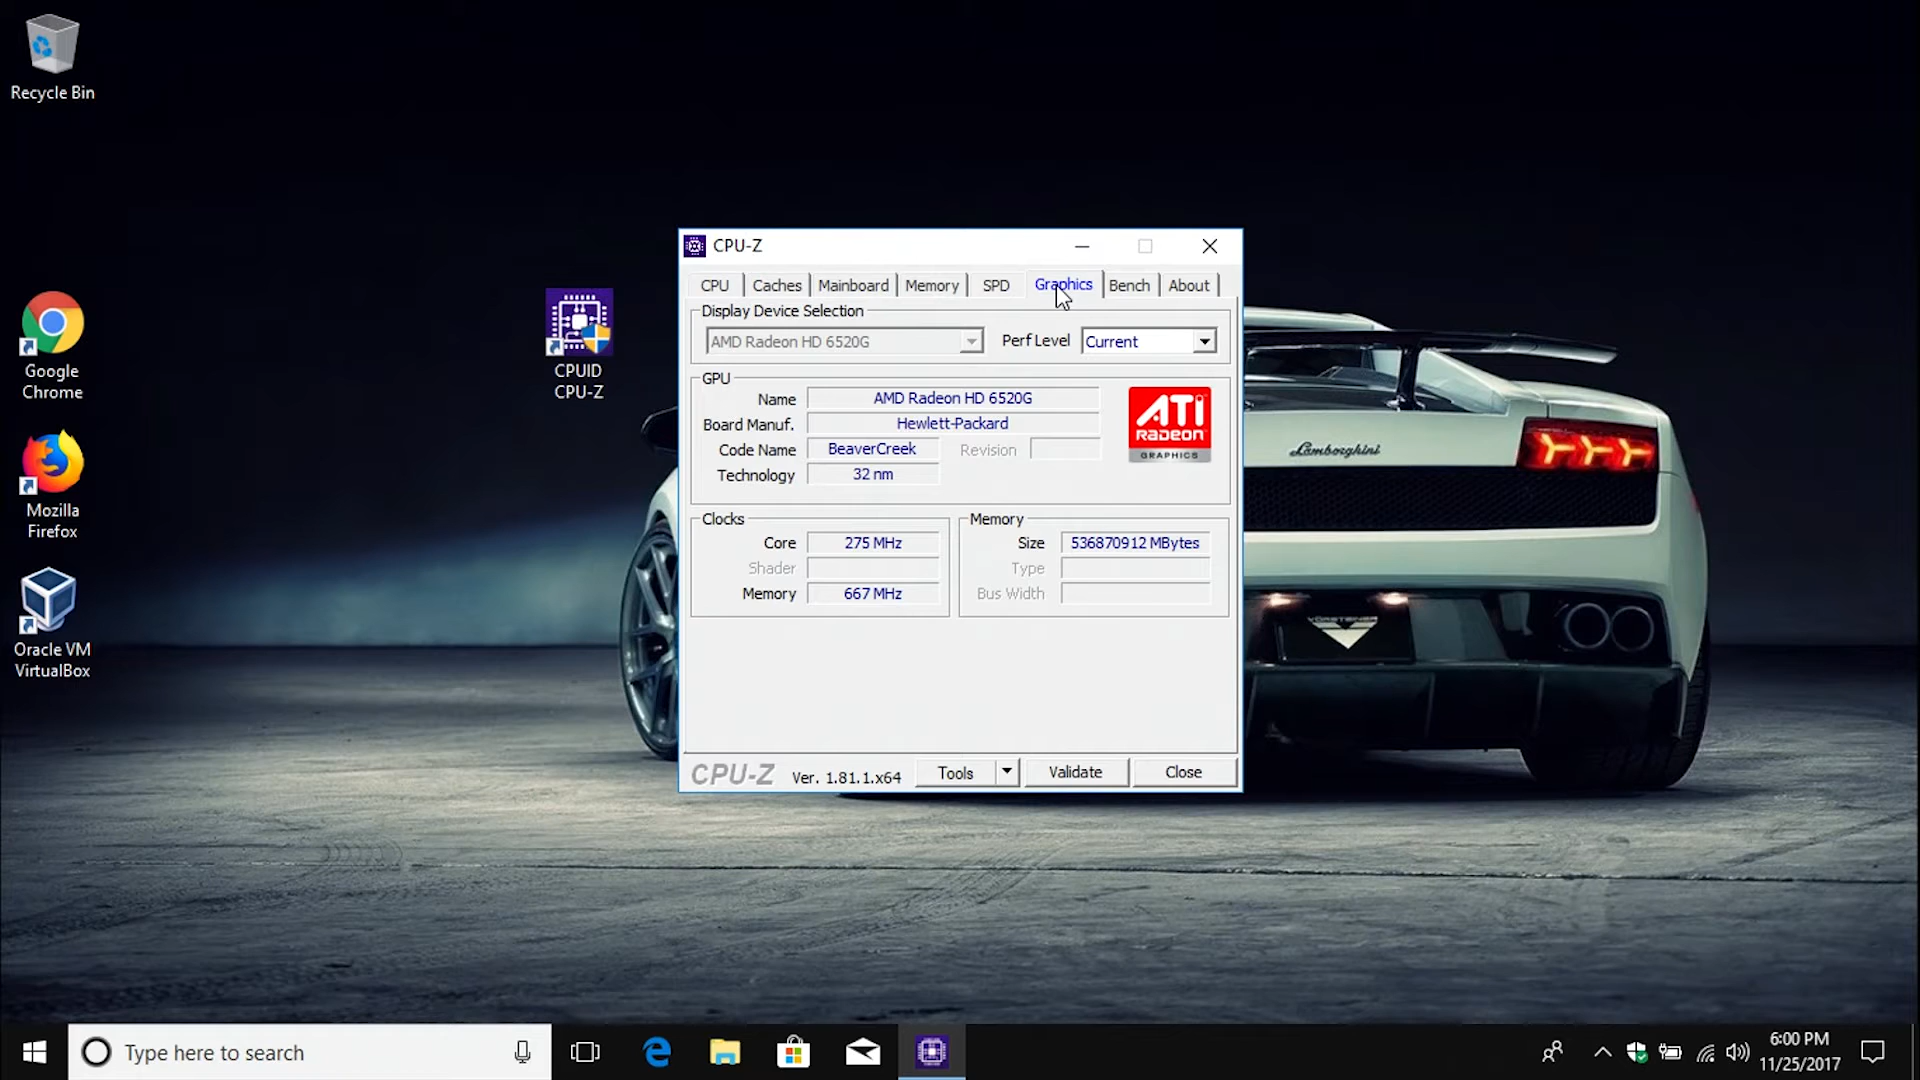 Recycle Bin
Google
Chrome
Mozilla
Firefox
Oracle VM
VirtualBox
CPUID
CPU-Z
CPU-Z
CPU
Caches
Mainboard
Memory
SPD
Graphics
Bench
About
Display Device Selection
AMD Radeon HD 6520G
Perf Level
Current
GPU
Name
AMD Radeon HD 6520G
Board Manuf.
Hewlett-Packard
Code Name
BeaverCreek
Revision
Technology
32 nm
ATI
RADEON
GRAPHICS
Clocks
Core
275 MHz
Shader
Memory
667 MHz
Memory
Size
536870912 MBytes
Type
Bus Width
CPU-Z
Ver. 1.81.1.x64
Tools
Validate
Close
Lamborghini
VORSTEINER
Type here to search
6:00 PM
11/25/2017